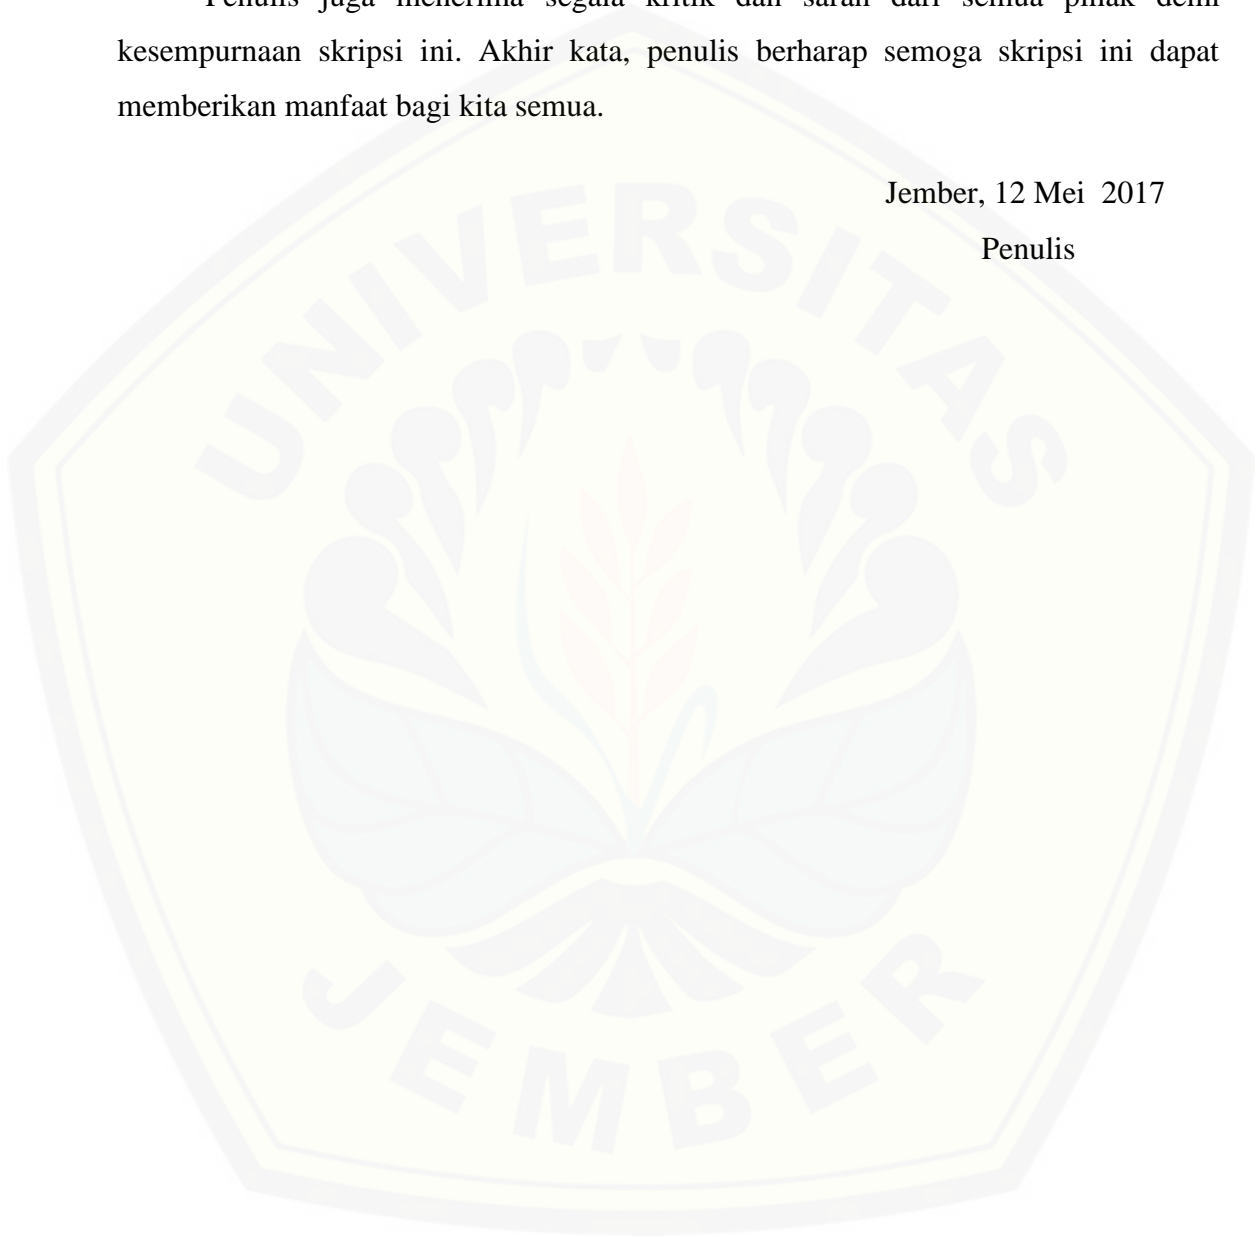 Penulis juga menerima segala kritik dan saran dari semua pihak demi
kesempurnaan skripsi ini. Akhir kata, penulis berharap semoga skripsi ini dapat
memberikan manfaat bagi kita semua.
Jember, 12 Mei 2017
Penulis
UNIVERSITAS
JEMBER